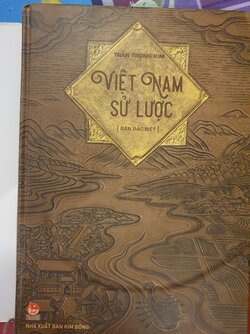 TRẦN TRỌNG KIM
VIỆT NAM
SỬ LƯỢC
[ BẢN ĐẶC BIỆT ]
NHÀ XUẤT BẢN KIM ĐỒNG